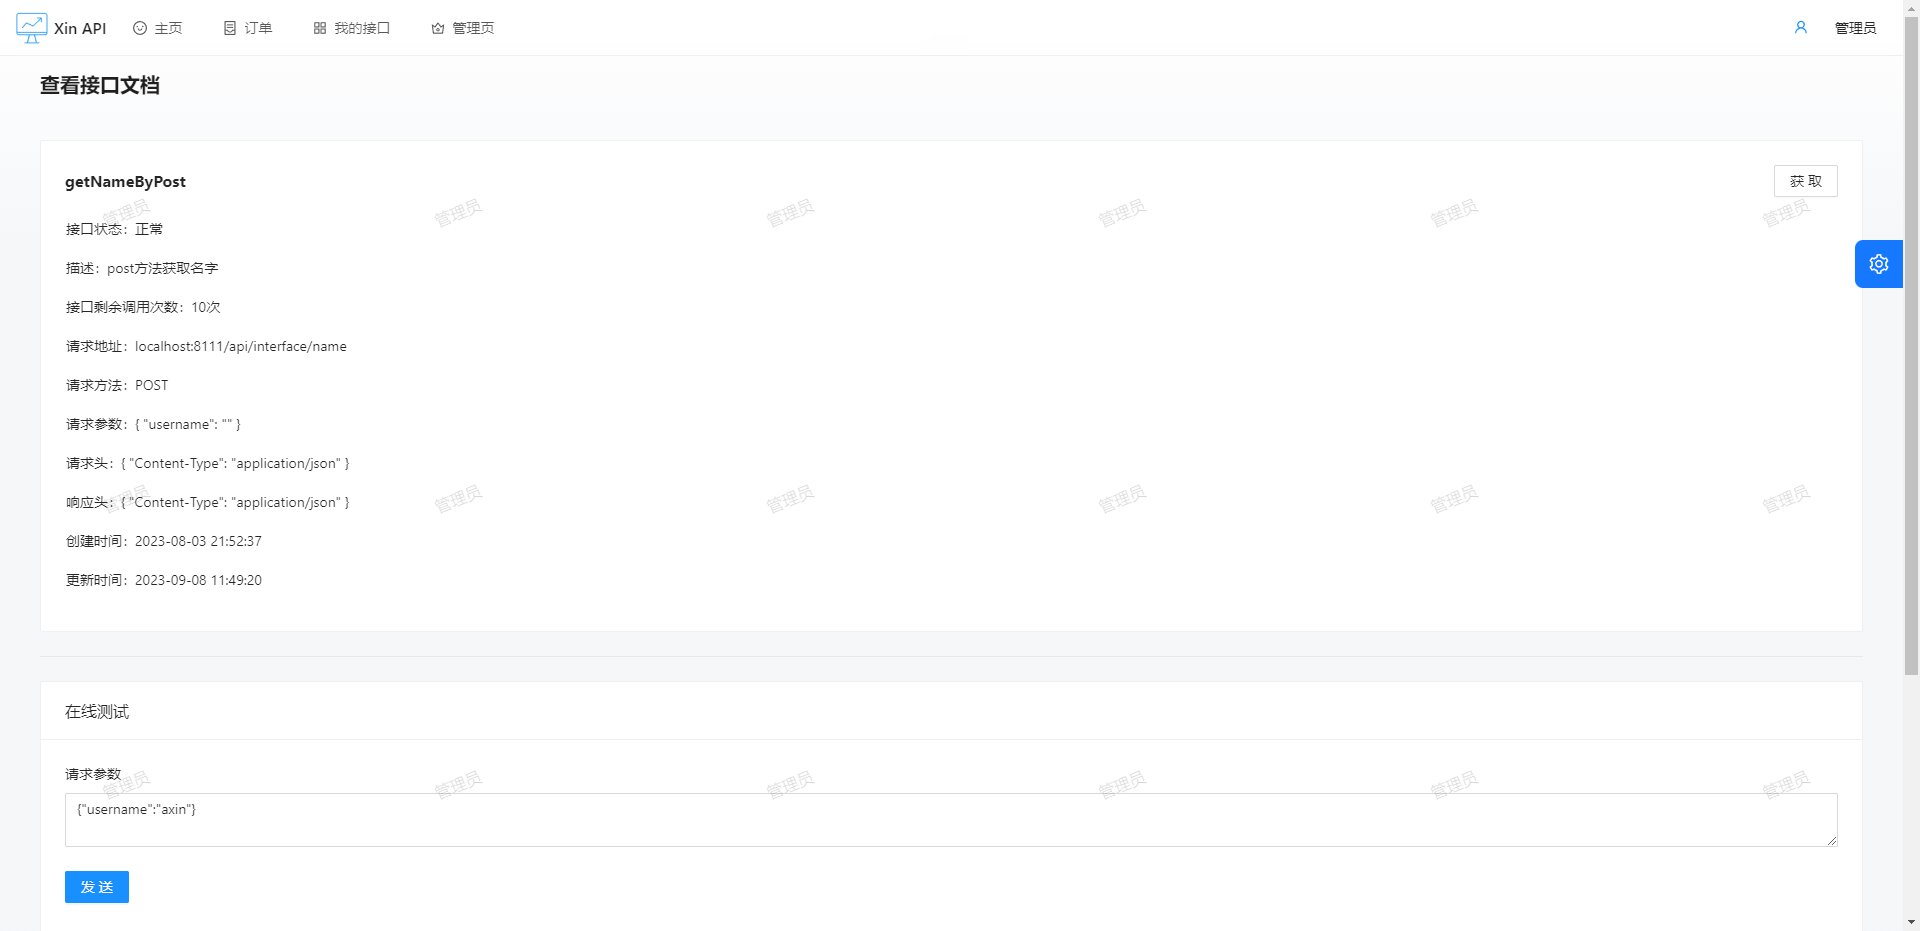 Xin API 主页 订单 我的接口 管理页 管理员
查看接口文档
getNameByPost 获 取
管理员 管理员 管理员 管理员 管理员 管理员
接口状态：正常
描述：post方法获取名字
接口剩余调用次数：10次
请求地址：localhost:8111/api/interface/name
请求方法：POST
请求参数：{ "username": "" }
请求头：{ "Content-Type": "application/json" }
响应头：{ "Content-Type": "application/json" }
管理员 管理员 管理员 管理员 管理员 管理员
创建时间：2023-08-03 21:52:37
更新时间：2023-09-08 11:49:20
在线测试
请求参数
管理员 管理员 管理员 管理员 管理员 管理员
{"username":"axin"}
发 送